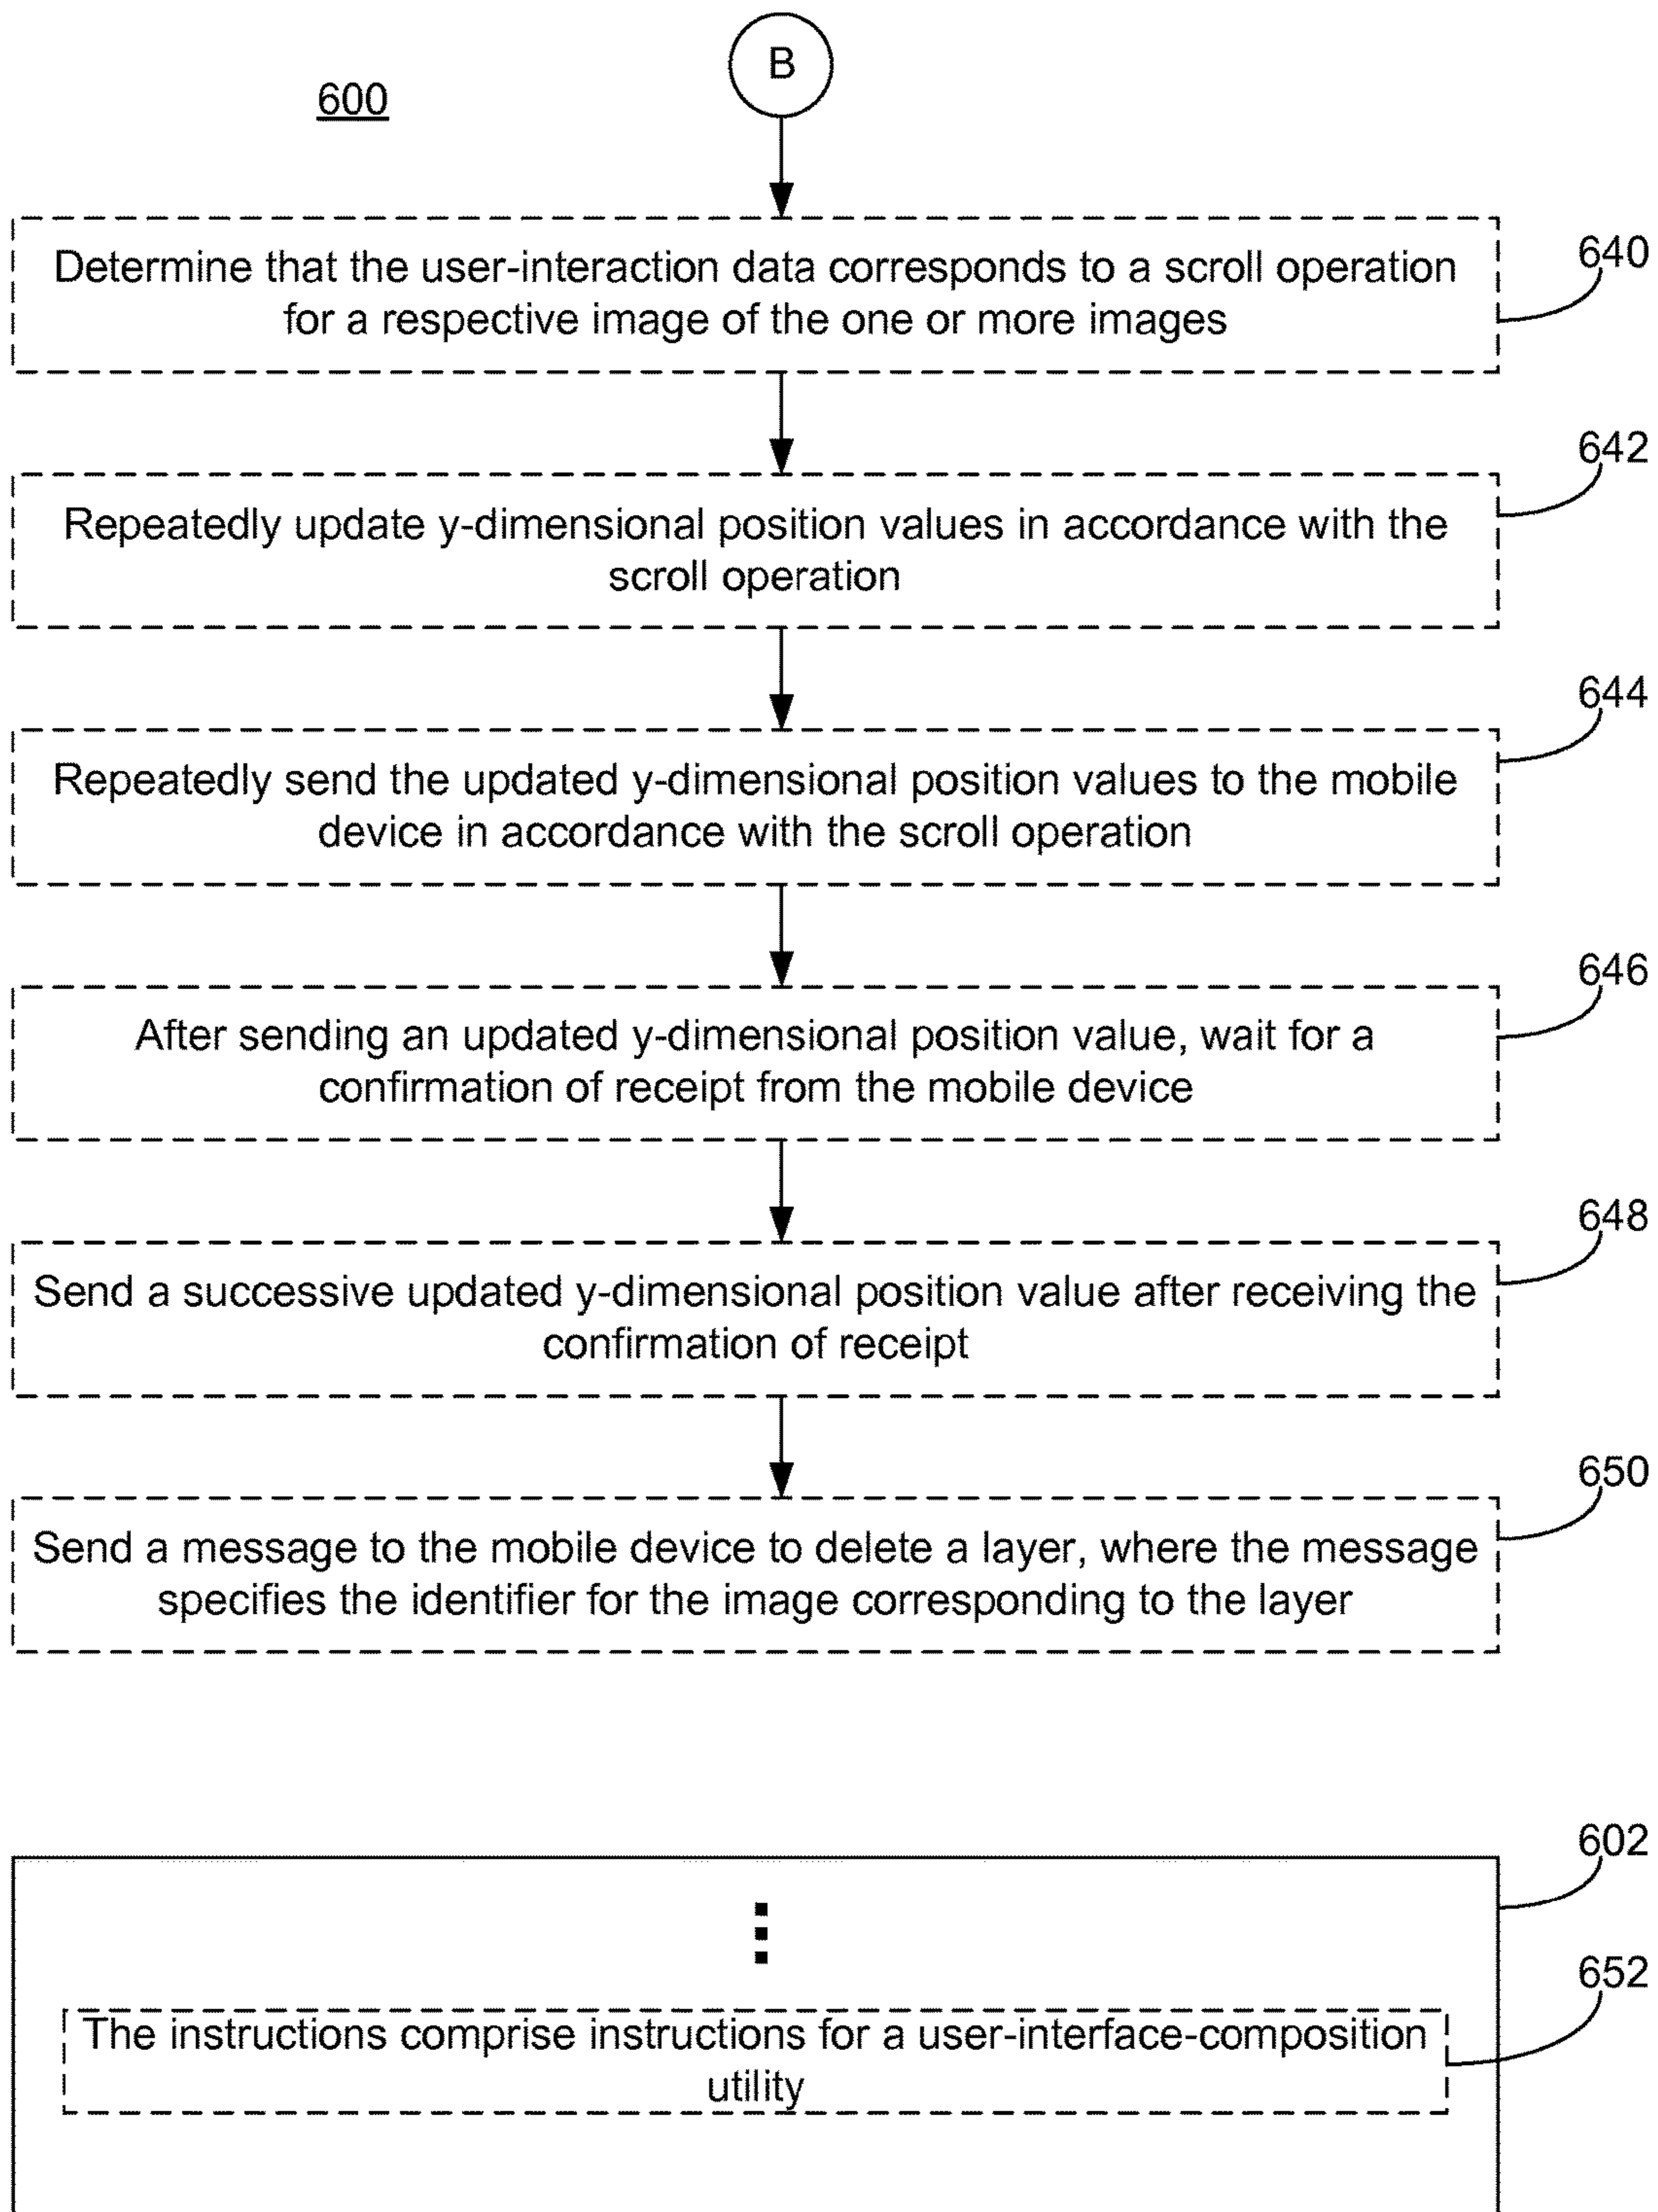 B
600
640
Determine that the user-interaction data corresponds to a scroll operation
for a respective image of the one or more images
642
Repeatedly update y-dimensional position values in accordance with the
scroll operation
644
Repeatedly send the updated y-dimensional position values to the mobile
device in accordance with the scroll operation
646
After sending an updated y-dimensional position value, wait for a
confirmation of receipt from the mobile device
648
Send a successive updated y-dimensional position value after receiving the
confirmation of receipt
650
Send a message to the mobile device to delete a layer, where the message
specifies the identifier for the image corresponding to the layer
602
652
The instructions comprise instructions for a user-interface-composition
utility